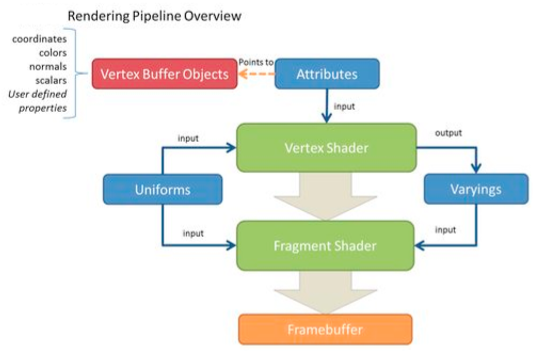 Rendering Pipeline Overview
coordinates
colors
normals
scalars
User defined
properties
Vertex Buffer Objects
Points to
Attributes
input
input
Vertex Shader
output
Uniforms
Varyings
input
Fragment Shader
input
Framebuffer